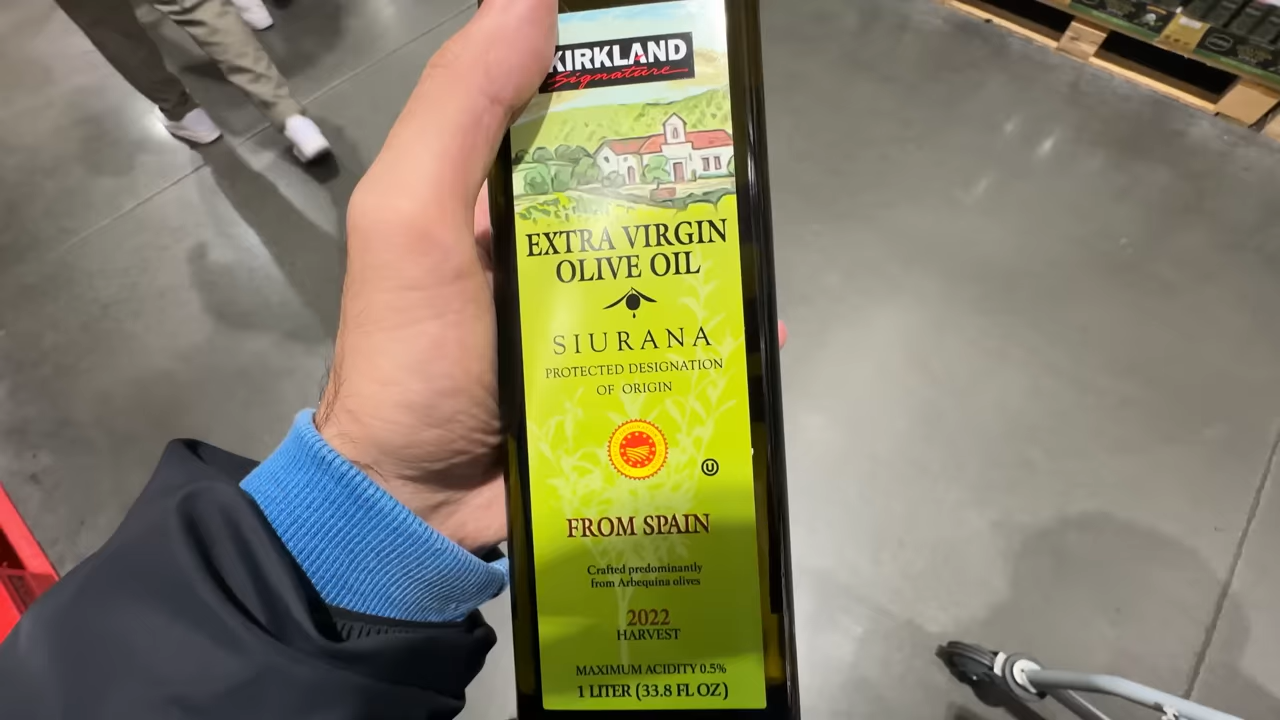 KIRKLAND
Signature
EXTRA VIRGIN
OLIVE OIL
SIURANA
PROTECTED DESIGNATION
OF ORIGIN
U
FROM SPAIN
Crafted predominantly
from Arbequina olives
2022
HARVEST
MAXIMUM ACIDITY 0.5%
1 LITER (33.8 FL OZ)